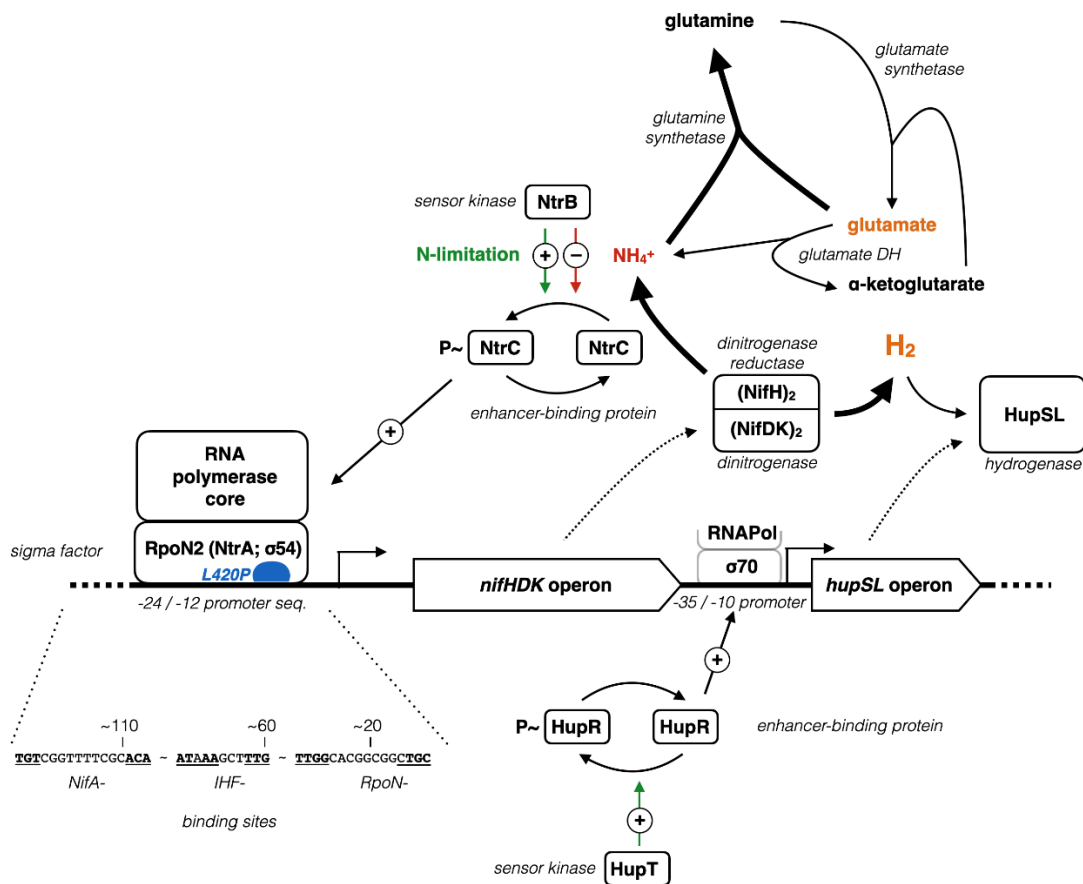 glutamine
glutamate
synthetase
glutamine
synthetase
sensor kinase
NtrB
N-limitation
+
−
NH₄⁺
glutamate
glutamate DH
α-ketoglutarate
P~
NtrC
NtrC
enhancer-binding protein
dinitrogenase
reductase
(NifH)₂
(NifDK)₂
dinitrogenase
H₂
HupSL
hydrogenase
+
RNA
polymerase
core
sigma factor
RpoN2 (NtrA; σ54)
L420P
-24 / -12 promoter seq.
nifHDK operon
RNAPol
σ70
-35 / -10 promoter
hupSL operon
+
P~
HupR
HupR
enhancer-binding protein
+
sensor kinase
HupT
~110
~60
~20
TGTCGGTTTTCGCACA ~ ATAAAGCTTTG ~ TTGGCACGGCGGCTGC
NifA-
IHF-
RpoN-
binding sites